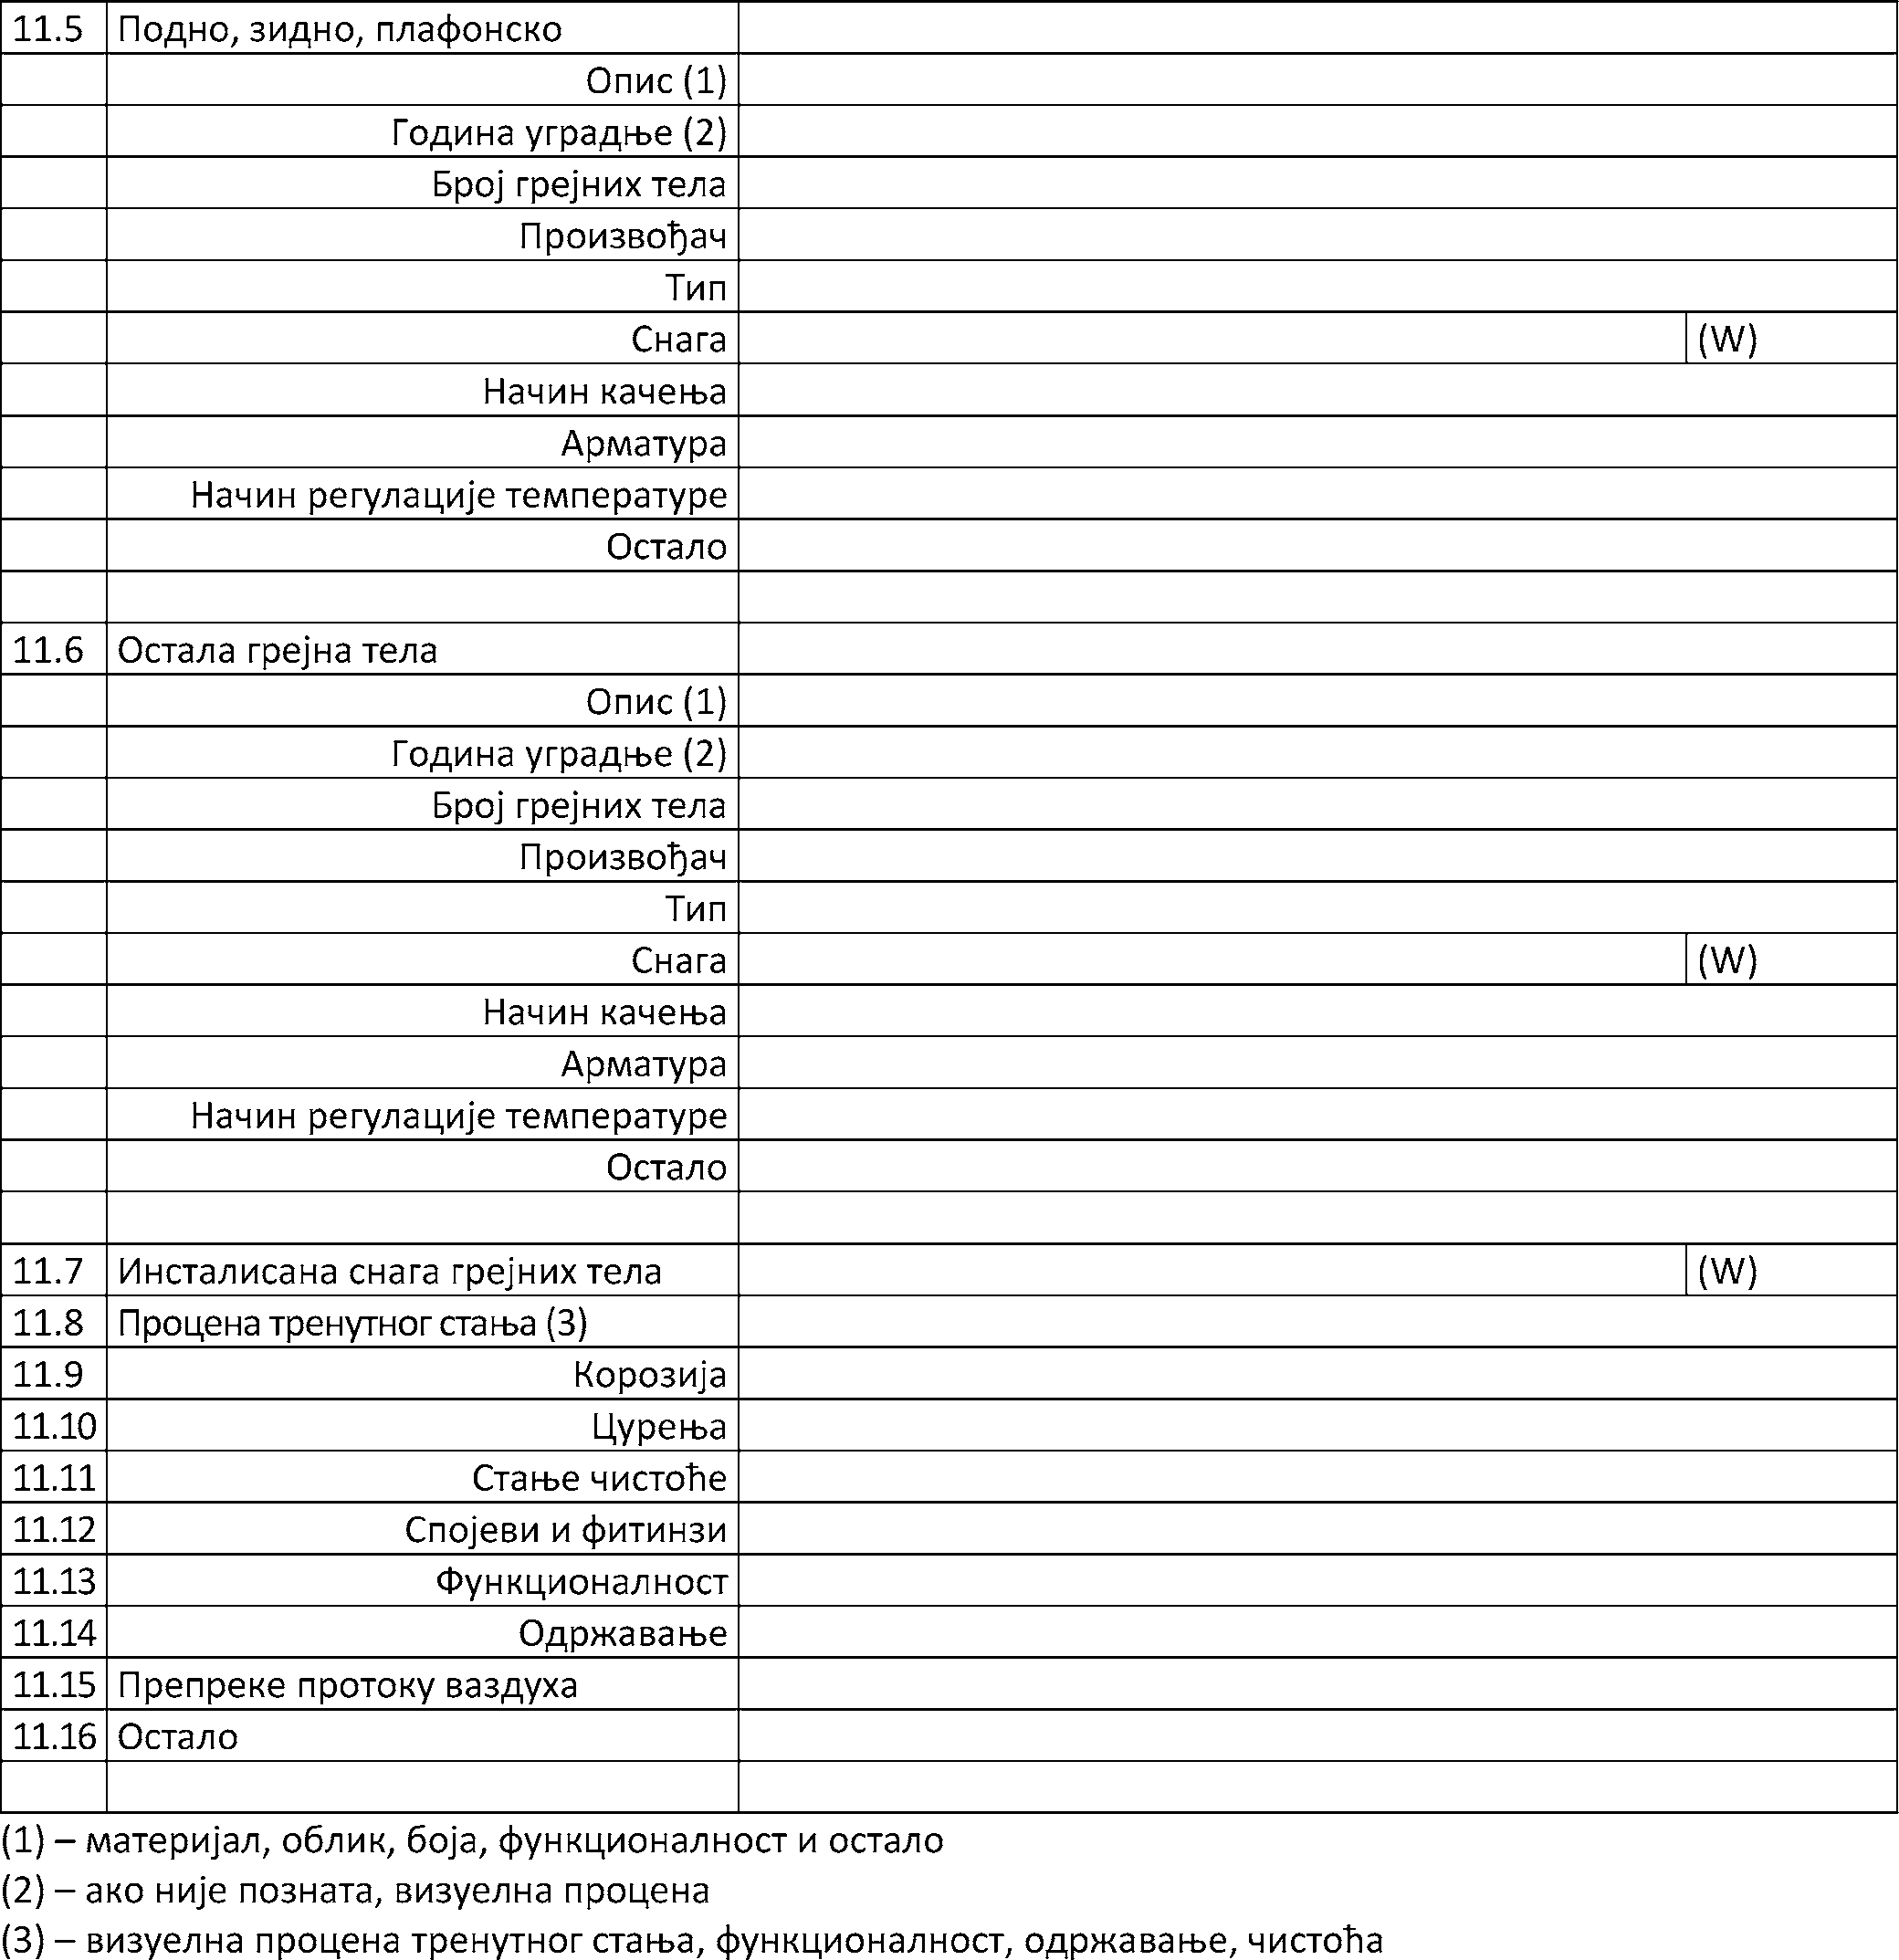 11.5 Подно, зидно, плафонско
Опис (1)
Година уградње (2)
Број грејних тела
Произвођач
Тип
Снага (W)
Начин качења
Арматура
Начин регулације температуре
Остало
11.6 Остала грејна тела
Опис (1)
Година уградње (2)
Број грејних тела
Произвођач
Тип
Снага (W)
Начин качења
Арматура
Начин регулације температуре
Остало
11.7 Инсталисана снага грејних тела (W)
11.8 Процена тренутног стања (3)
11.9 Корозија
11.10 Цурења
11.11 Стање чистоће
11.12 Спојеви и фитинзи
11.13 Функционалност
11.14 Одржавање
11.15 Препреке протоку ваздуха
11.16 Остало
(1) – материјал, облик, боја, функционалност и остало
(2) – ако није позната, визуелна процена
(3) – визуелна процена тренутног стања, функционалност, одржавање, чистоћа